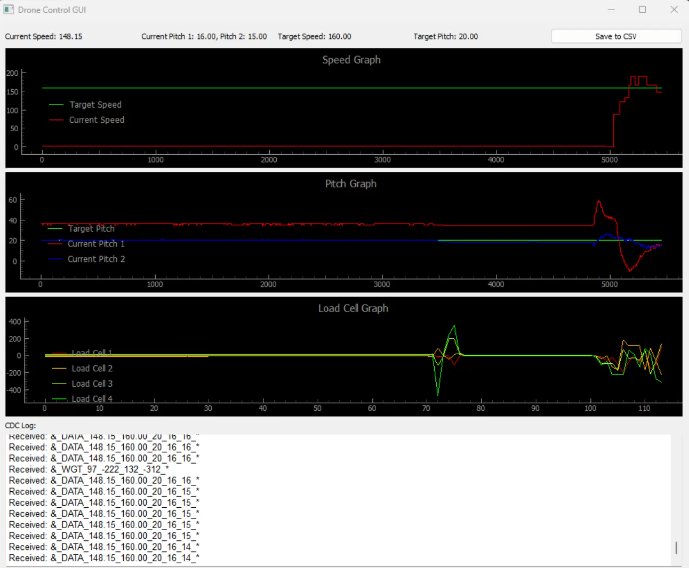 Drone Control GUI
Current Speed: 148.15 Current Pitch 1: 16.00, Pitch 2: 15.00 Target Speed: 160.00 Target Pitch: 20.00 Save to CSV
Speed Graph
200
150
100
50
0
Target Speed
Current Speed
0 1000 2000 3000 4000 5000
Pitch Graph
60
40
20
0
Target Pitch
Current Pitch 1
Current Pitch 2
0 1000 2000 3000 4000 5000
Load Cell Graph
400
200
0
-200
-400
Load Cell 1
Load Cell 2
Load Cell 3
Load Cell 4
0 10 20 30 40 50 60 70 80 90 100 110
CDC Log:
Received: &_DATA_148.15_160.00_20_16_16_*
Received: &_DATA_148.15_160.00_20_16_16_*
Received: &_DATA_148.15_160.00_20_16_16_*
Received: &_WGT_97_-222_132_-312_*
Received: &_DATA_148.15_160.00_20_16_16_*
Received: &_DATA_148.15_160.00_20_16_15_*
Received: &_DATA_148.15_160.00_20_16_15_*
Received: &_DATA_148.15_160.00_20_16_15_*
Received: &_DATA_148.15_160.00_20_16_15_*
Received: &_DATA_148.15_160.00_20_16_15_*
Received: &_DATA_148.15_160.00_20_16_14_*
Received: &_DATA_148.15_160.00_20_16_14_*